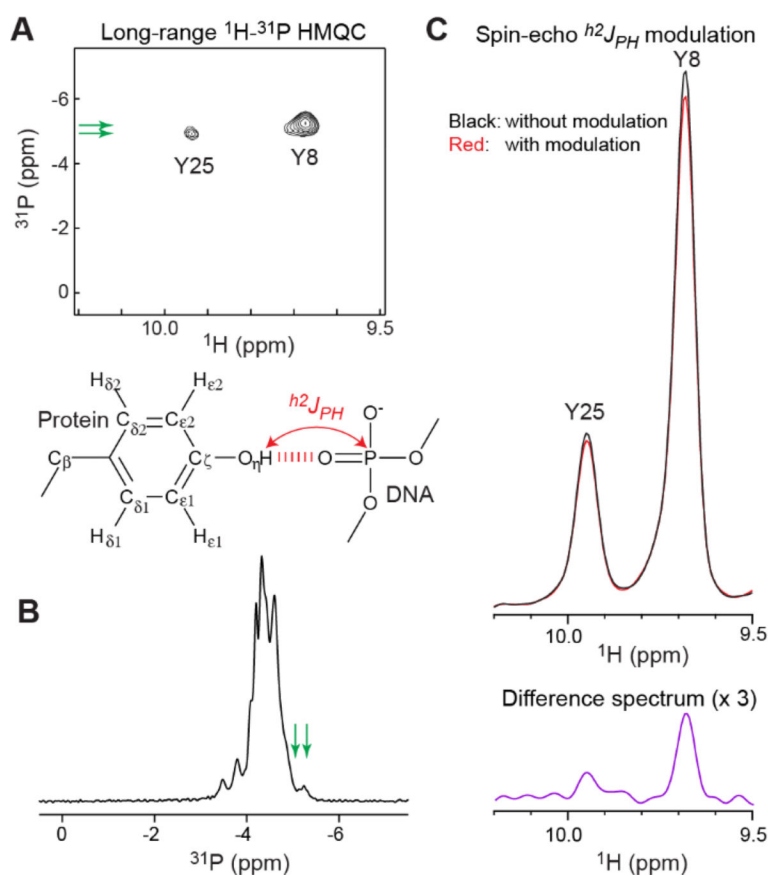 A
Long-range ¹H-³¹P HMQC
-6
-4
-2
0
³¹P (ppm)
Y25
Y8
10.0
9.5
¹H (ppm)
Hδ2
Hε2
Protein
Cδ2
Cε2
Cβ
Cζ
OηH
Cδ1
Cε1
Hδ1
Hε1
h2JPH
O-
O
P
O
O
DNA
B
0
-2
-4
-6
³¹P (ppm)
C
Spin-echo h2JPH modulation
Y8
Black: without modulation
Red: with modulation
Y25
10.0
9.5
¹H (ppm)
Difference spectrum (x 3)
10.0
9.5
¹H (ppm)